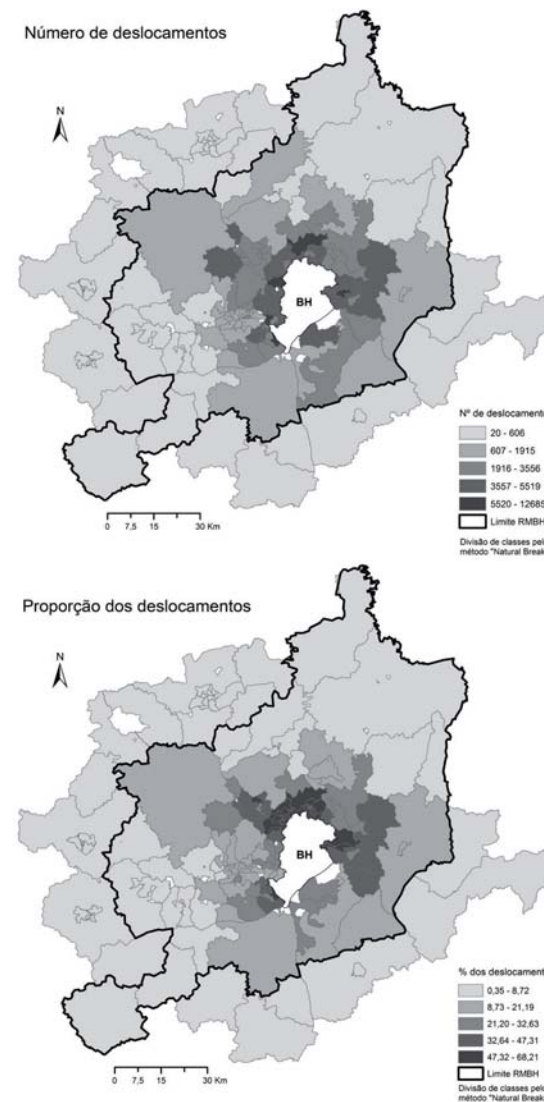 Número de deslocamentos
N
BH
Nº de deslocamento
20 - 606
607 - 1915
1916 - 3556
3557 - 5519
5520 - 12685
Limite RMBH
Divisão de classes pelo
método "Natural Break
0 7,5 15 30 Km
Proporção dos deslocamentos
N
BH
% dos deslocament
0,35 - 8,72
8,73 - 21,19
21,20 - 32,63
32,64 - 47,31
47,32 - 68,21
Limite RMBH
Divisão de classes pelo
método "Natural Break
0 7,5 15 30 Km